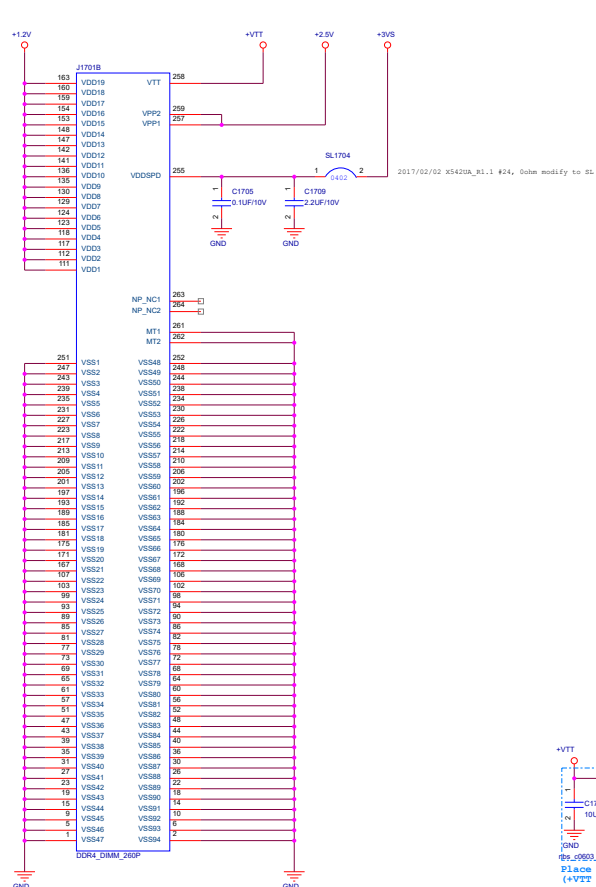 +1.2V +VTT +2.5V +3VS
J1701B
163 VDD19 VTT 258
160 VDD18
159 VDD17
154 VDD16 VPP2 259
153 VDD15 VPP1 257
148 VDD14
147 VDD13
142 VDD12
141 VDD11
136 VDD10 VDDSPD 255
135 VDD9
130 VDD8
129 VDD7
124 VDD6
123 VDD5
118 VDD4
117 VDD3
112 VDD2
111 VDD1
SL1704
1 2
0402
2017/02/02 X542UA_R1.1 #24, 0ohm modify to SL
1 C1705
0.1UF/10V
2
GND
1 C1709
2.2UF/10V
2
GND
NP_NC1 263
NP_NC2 264
MT1 261
MT2 262
251 VSS1 VSS48 252
247 VSS2 VSS49 248
243 VSS3 VSS50 244
239 VSS4 VSS51 238
235 VSS5 VSS52 234
231 VSS6 VSS53 230
227 VSS7 VSS54 226
223 VSS8 VSS55 222
217 VSS9 VSS56 218
213 VSS10 VSS57 214
209 VSS11 VSS58 210
205 VSS12 VSS59 206
201 VSS13 VSS60 202
197 VSS14 VSS61 196
193 VSS15 VSS62 192
189 VSS16 VSS63 188
185 VSS17 VSS64 184
181 VSS18 VSS65 180
175 VSS19 VSS66 176
171 VSS20 VSS67 172
167 VSS21 VSS68 168
107 VSS22 VSS69 106
103 VSS23 VSS70 102
99 VSS24 VSS71 98
93 VSS25 VSS72 94
89 VSS26 VSS73 90
85 VSS27 VSS74 86
81 VSS28 VSS75 82
77 VSS29 VSS76 78
73 VSS30 VSS77 72
69 VSS31 VSS78 68
65 VSS32 VSS79 64
61 VSS33 VSS80 60
57 VSS34 VSS81 56
51 VSS35 VSS82 52
47 VSS36 VSS83 48
43 VSS37 VSS84 44
39 VSS38 VSS85 40
35 VSS39 VSS86 36
31 VSS40 VSS87 30
27 VSS41 VSS88 26
23 VSS42 VSS89 22
19 VSS43 VSS90 18
15 VSS44 VSS91 14
9 VSS45 VSS92 10
5 VSS46 VSS93 6
1 VSS47 VSS94 2
DDR4_DIMM_260P
GND GND
+VTT
1 C17
10U
2
GND
nbs_c0603
Place
(+VTT